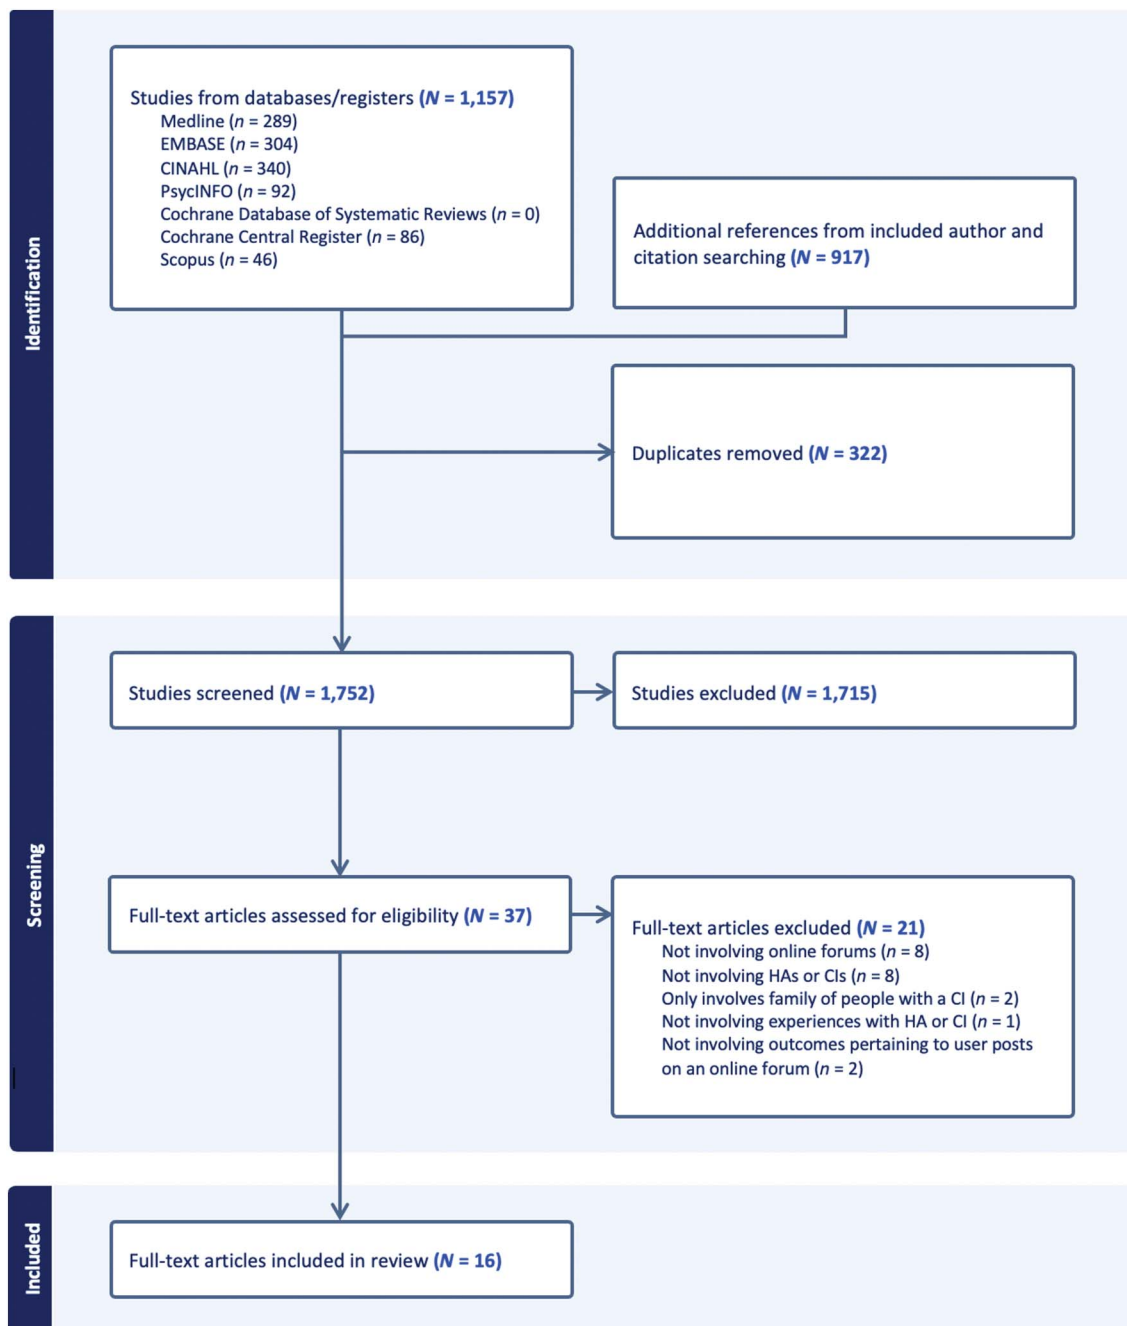 Identification
Studies from databases/registers (N = 1,157)
Medline (n = 289)
EMBASE (n = 304)
CINAHL (n = 340)
PsycINFO (n = 92)
Cochrane Database of Systematic Reviews (n = 0)
Cochrane Central Register (n = 86)
Scopus (n = 46)
Additional references from included author and
citation searching (N = 917)
Duplicates removed (N = 322)
Screening
Studies screened (N = 1,752)
Studies excluded (N = 1,715)
Full-text articles assessed for eligibility (N = 37)
Full-text articles excluded (N = 21)
Not involving online forums (n = 8)
Not involving HAs or CIs (n = 8)
Only involves family of people with a CI (n = 2)
Not involving experiences with HA or CI (n = 1)
Not involving outcomes pertaining to user posts
on an online forum (n = 2)
Included
Full-text articles included in review (N = 16)